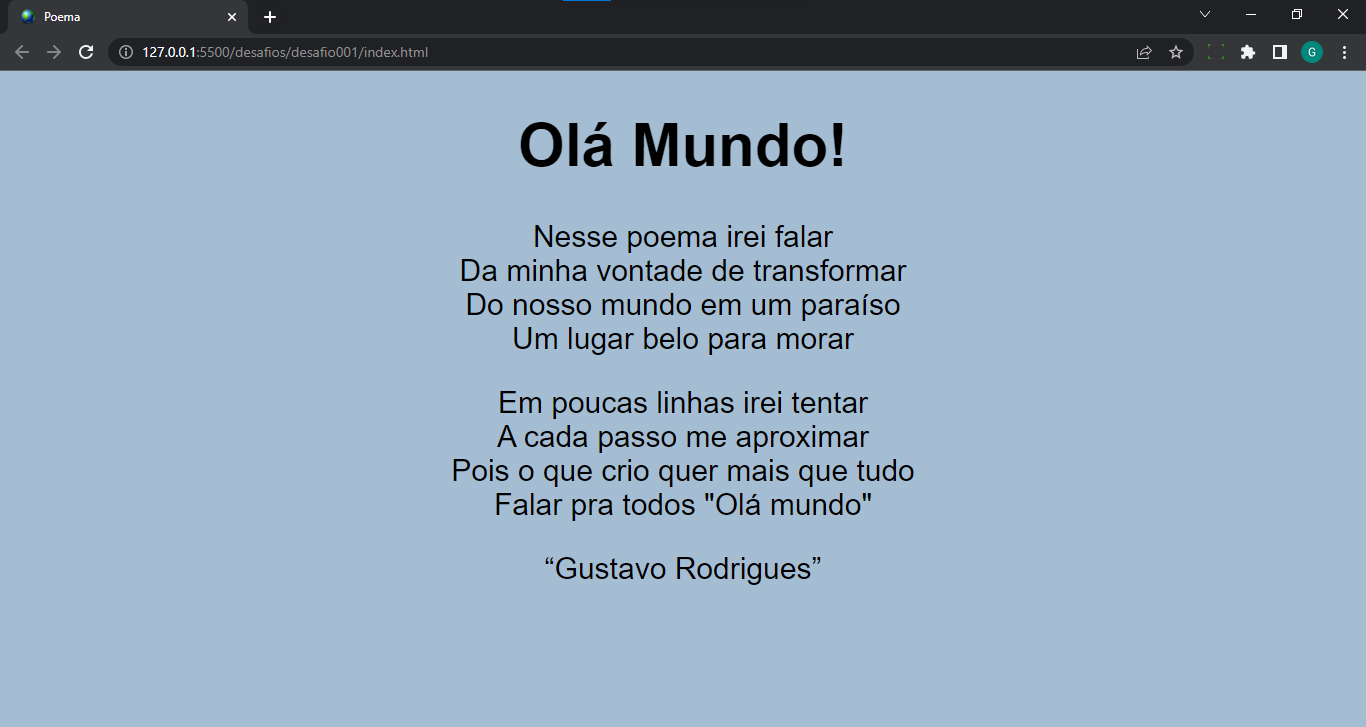 Poema
127.0.0.1:5500/desafios/desafio001/index.html
G
Olá Mundo!
Nesse poema irei falar
Da minha vontade de transformar
Do nosso mundo em um paraíso
Um lugar belo para morar
Em poucas linhas irei tentar
A cada passo me aproximar
Pois o que crio quer mais que tudo
Falar pra todos "Olá mundo"
“Gustavo Rodrigues”